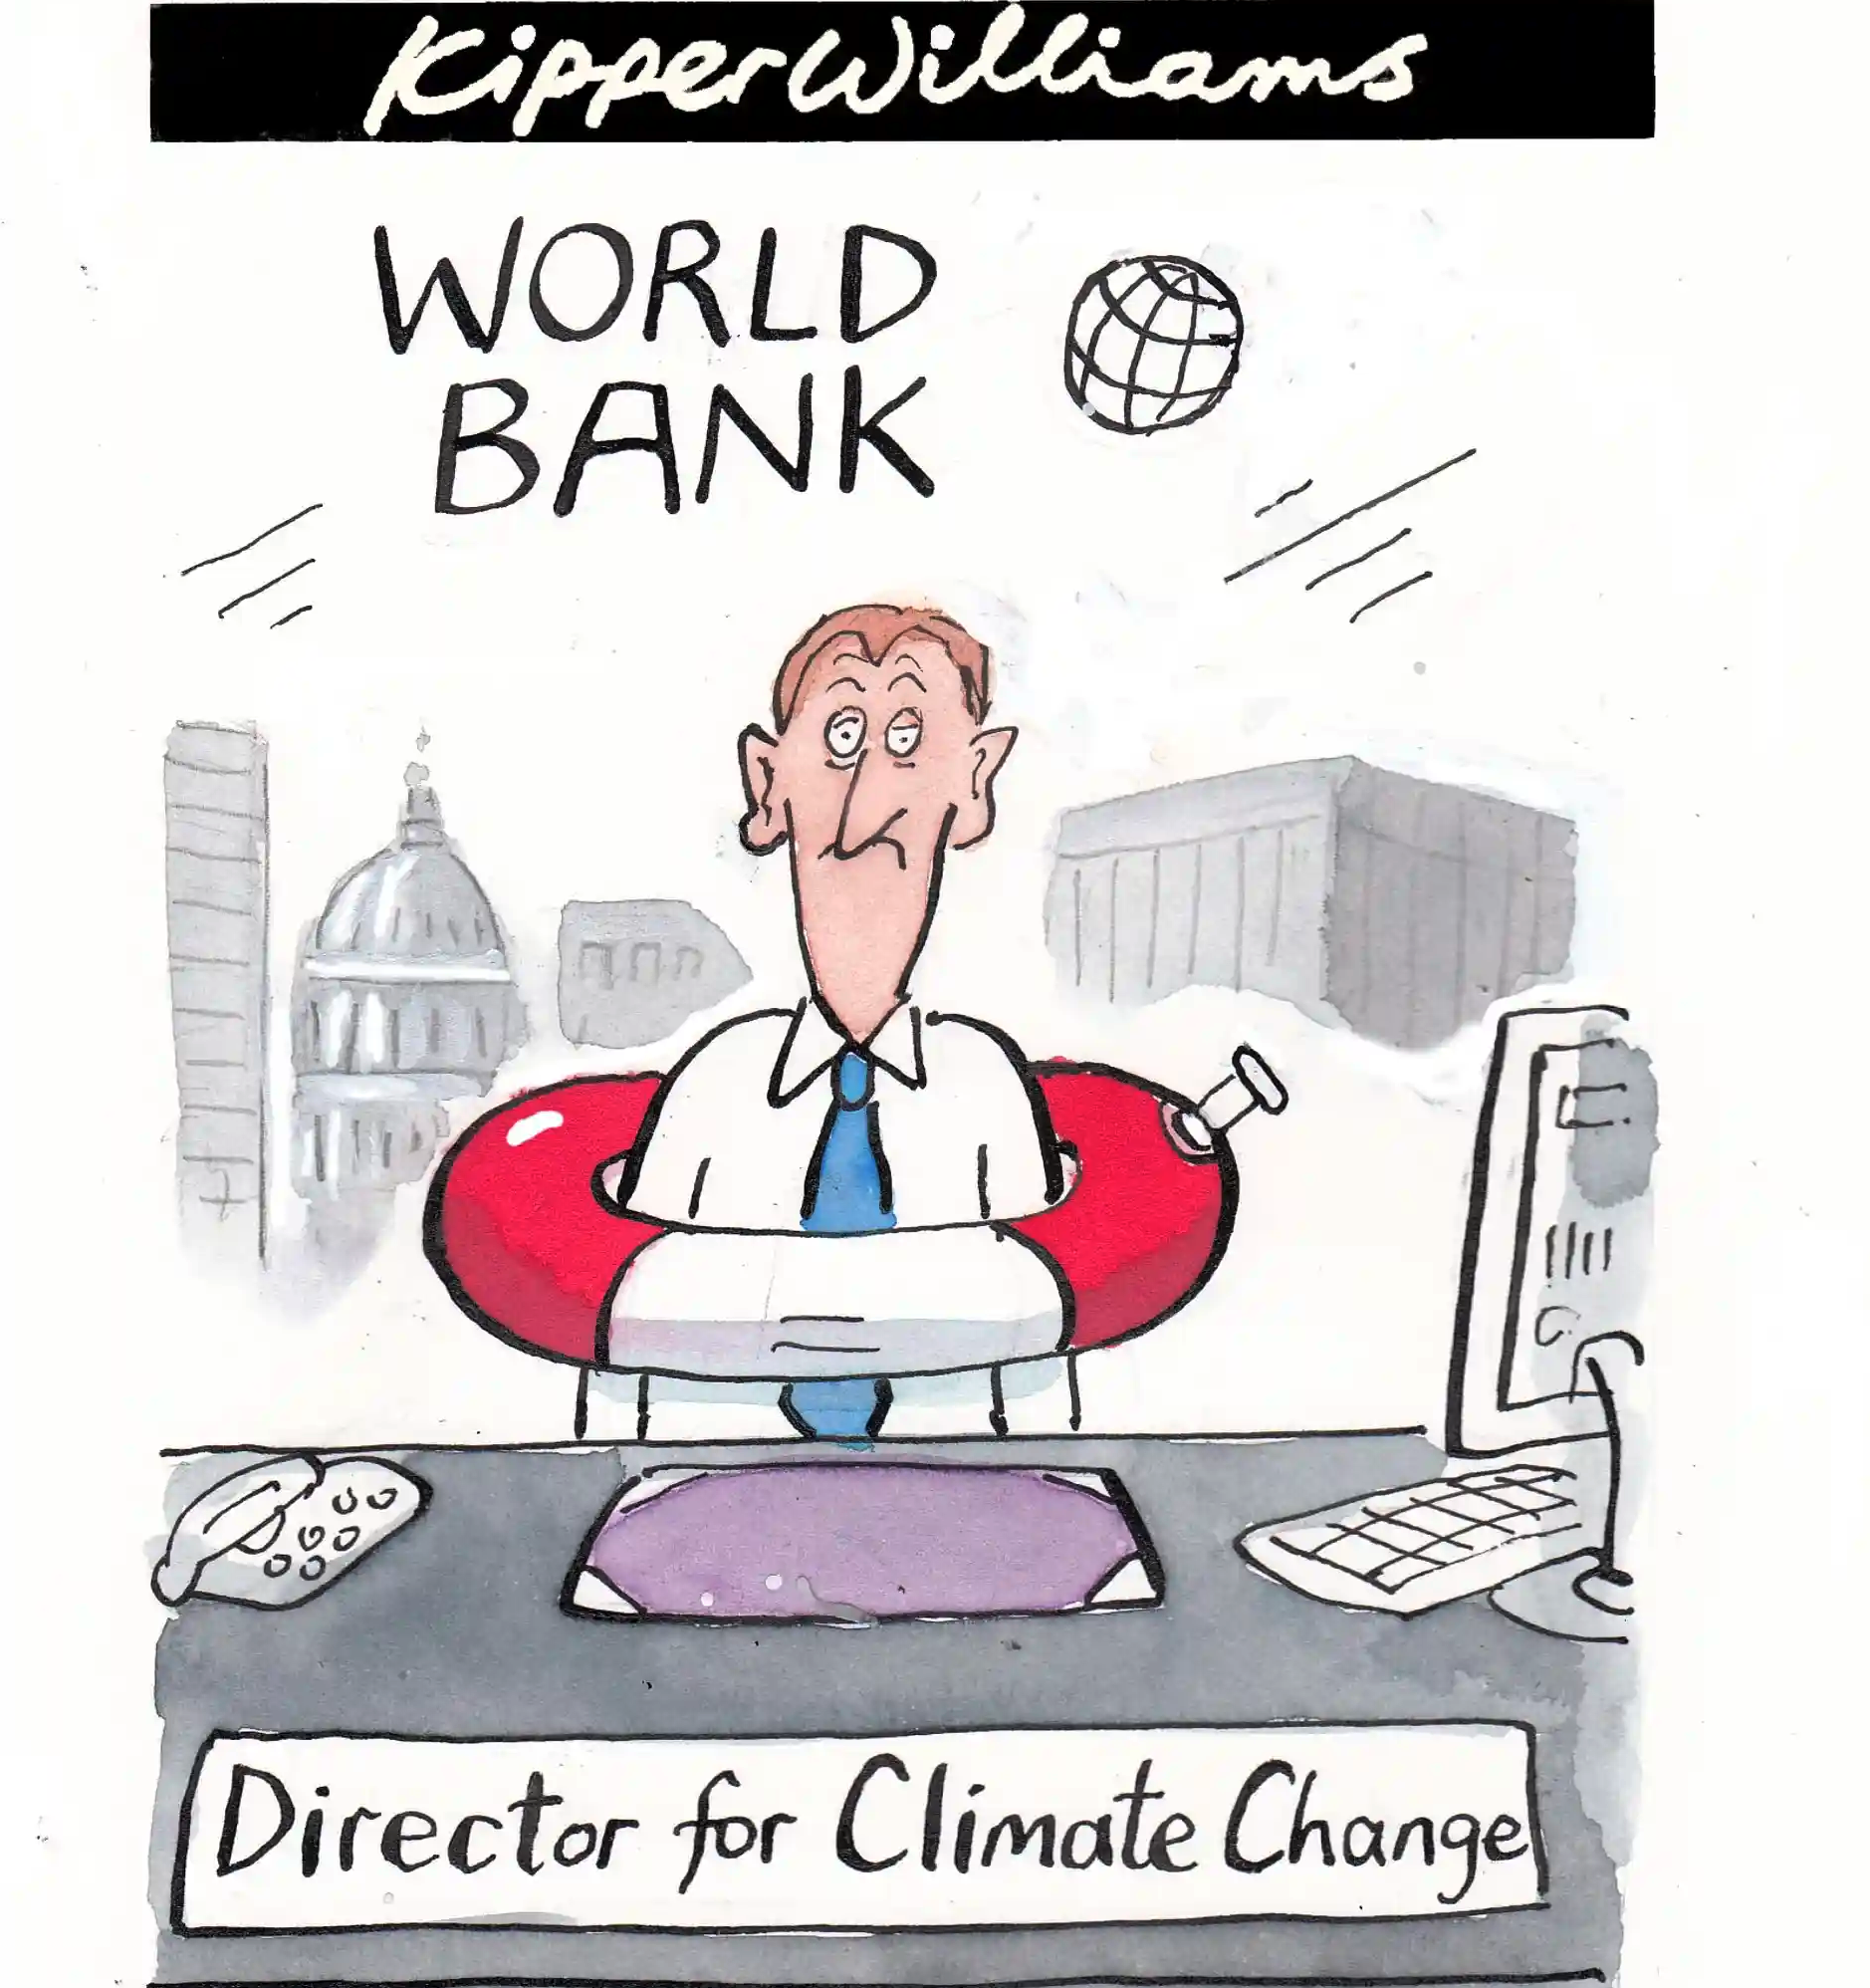 Kipper Williams
WORLD
BANK
Director for Climate Change